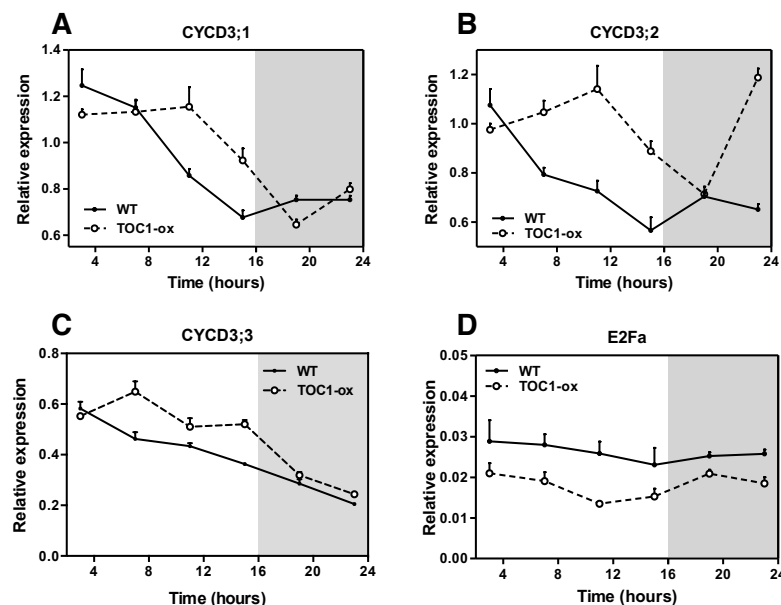 A
CYCD3;1
Relative expression
1.4
1.2
1.0
0.8
0.6
WT
TOC1-ox
4 8 12 16 20 24
Time (hours)
B
CYCD3;2
Relative expression
1.2
1.0
0.8
0.6
WT
TOC1-ox
4 8 12 16 20 24
Time (hours)
C
CYCD3;3
Relative expression
0.8
0.6
0.4
0.2
0.0
WT
TOC1-ox
4 8 12 16 20 24
Time (hours)
D
E2Fa
Relative expression
0.05
0.04
0.03
0.02
0.01
0.00
WT
TOC1-ox
4 8 12 16 20 24
Time (hours)